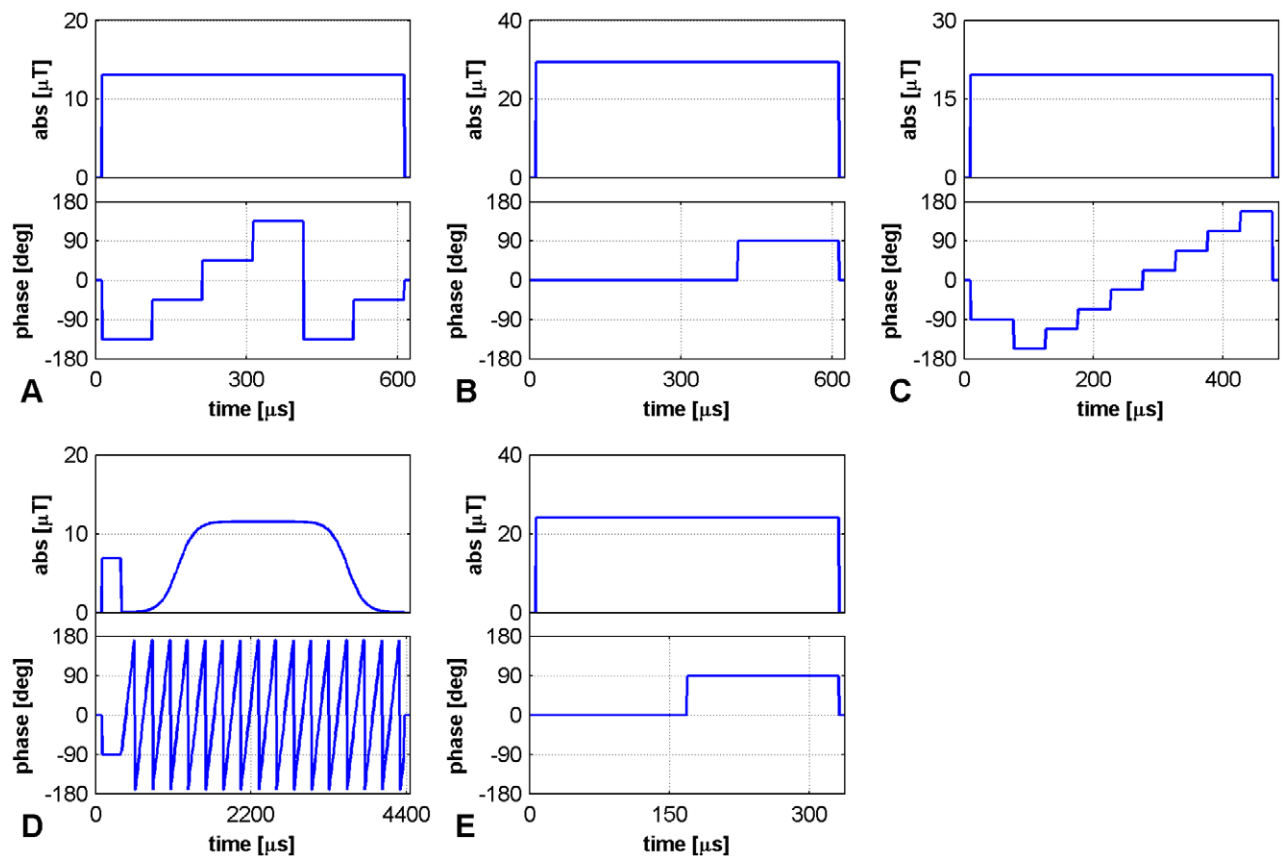 20
10
0
abs [μT]
180
90
0
-90
-180
phase [deg]
0 300 600
time [μs]
A
40
20
0
abs [μT]
180
90
0
-90
-180
phase [deg]
0 300 600
time [μs]
B
30
15
0
abs [μT]
180
90
0
-90
-180
phase [deg]
0 200 400
time [μs]
C
20
10
0
abs [μT]
180
90
0
-90
-180
phase [deg]
0 2200 4400
time [μs]
D
40
20
0
abs [μT]
180
90
0
-90
-180
phase [deg]
0 150 300
time [μs]
E